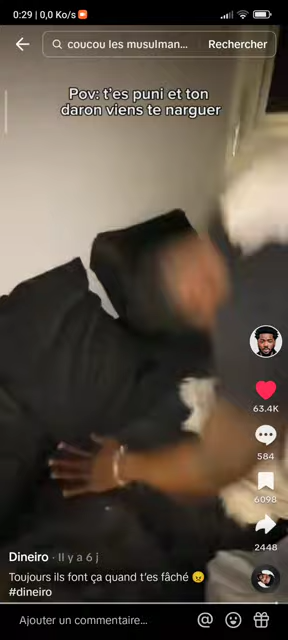 0:29 | 0,0 Ko/s
coucou les musulman... Rechercher
Pov: t'es puni et ton
daron viens te narguer
63.4K
584
6098
2448
Dineiro · Il y a 6 j
Toujours ils font ça quand t'es fâché 😠
#dineiro
Ajouter un commentaire...